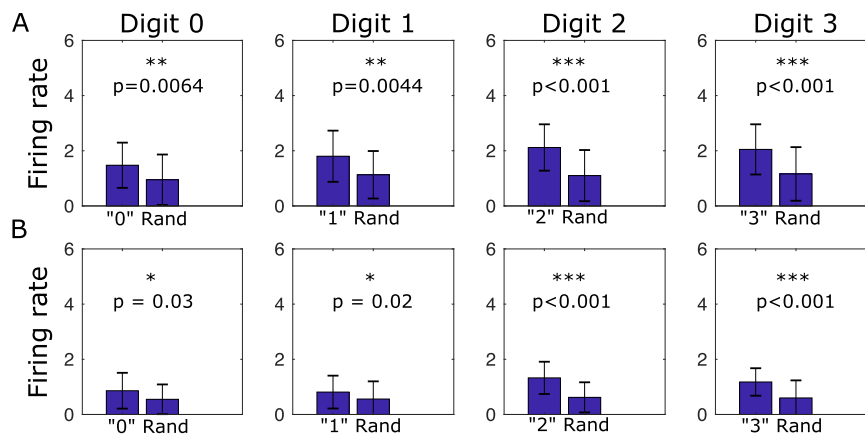 A
Digit 0
Digit 1
Digit 2
Digit 3
Firing rate
6
4
2
0
**
p=0.0064
"0" Rand
6
4
2
0
**
p=0.0044
"1" Rand
6
4
2
0
***
p<0.001
"2" Rand
6
4
2
0
***
p<0.001
"3" Rand
B
Firing rate
6
4
2
0
*
p = 0.03
"0" Rand
6
4
2
0
*
p = 0.02
"1" Rand
6
4
2
0
***
p<0.001
"2" Rand
6
4
2
0
***
p<0.001
"3" Rand